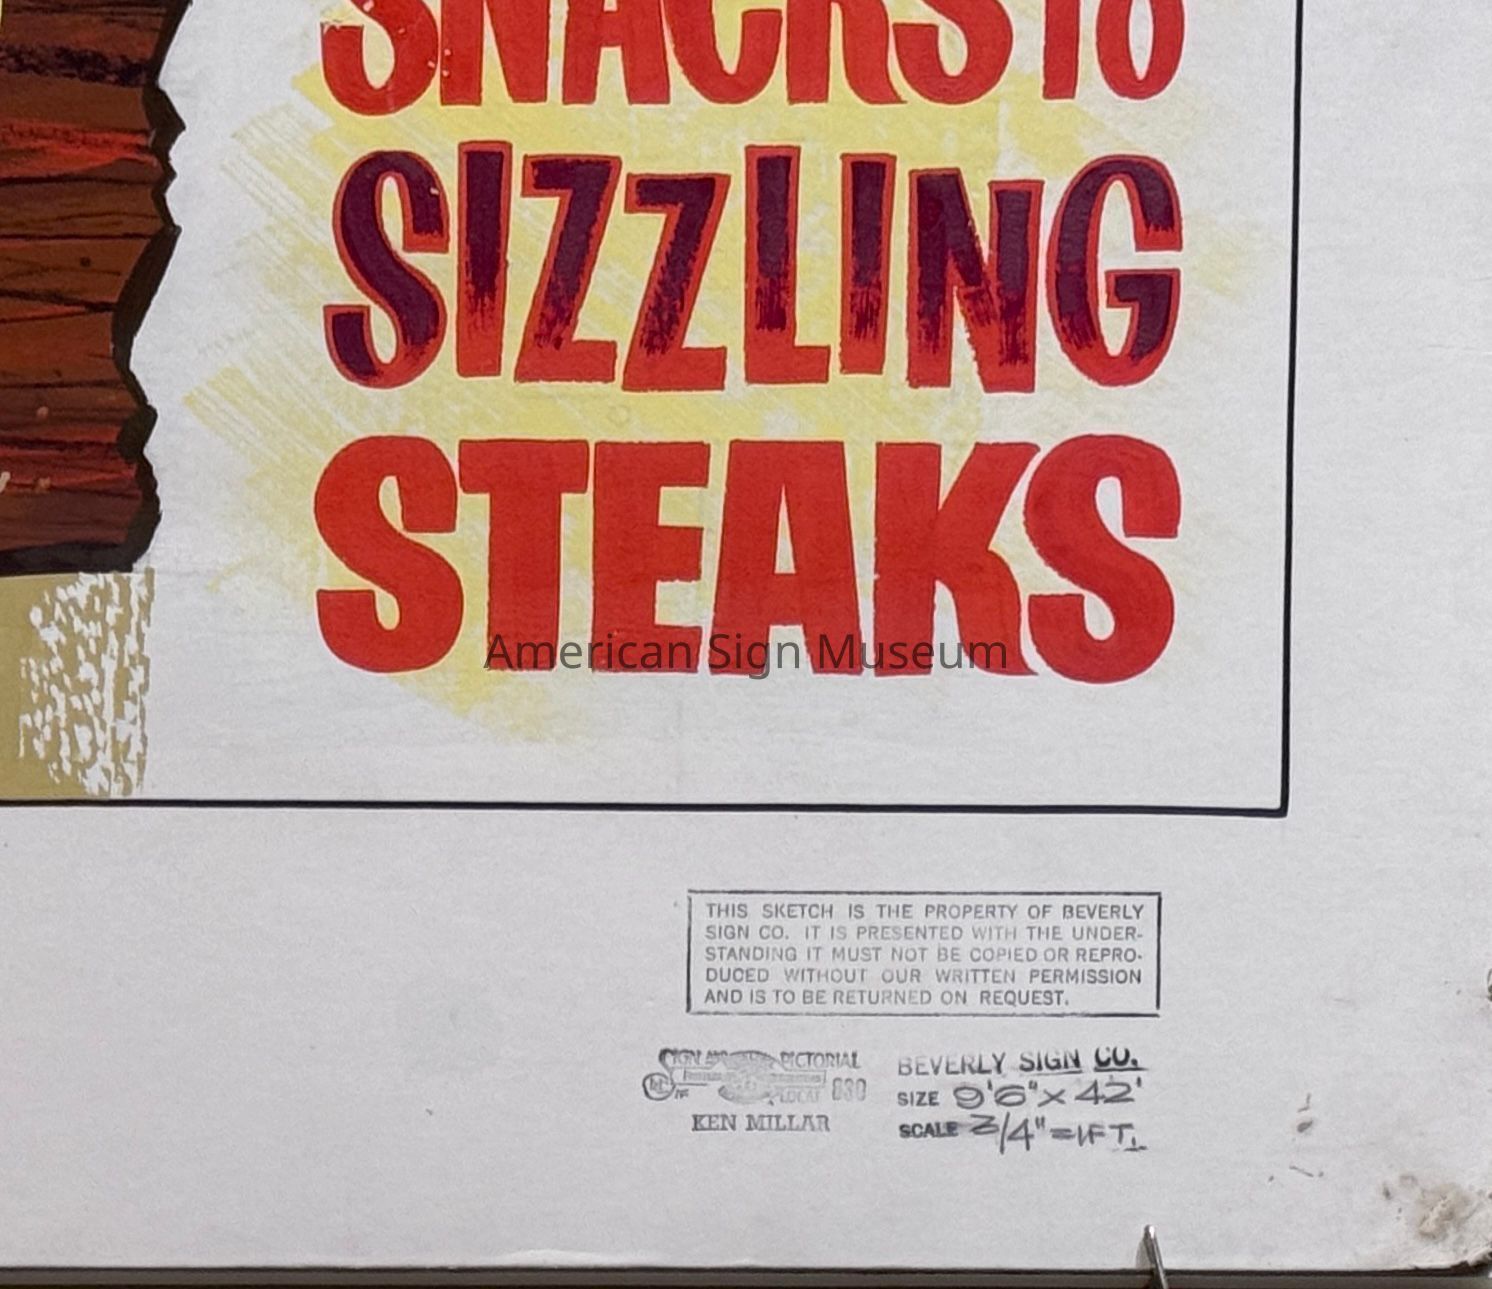 SNACKS TO
SIZZLING
STEAKS
American Sign Museum
THIS SKETCH IS THE PROPERTY OF BEVERLY
SIGN CO. IT IS PRESENTED WITH THE UNDER-
STANDING IT MUST NOT BE COPIED OR REPRO-
DUCED WITHOUT OUR WRITTEN PERMISSION
AND IS TO BE RETURNED ON REQUEST.
SIGN AND PICTORIAL
LOCAL 830
KEN MILLAR
BEVERLY SIGN CO.
SIZE 9'6" X 42'
SCALE 3/4" = 1FT.